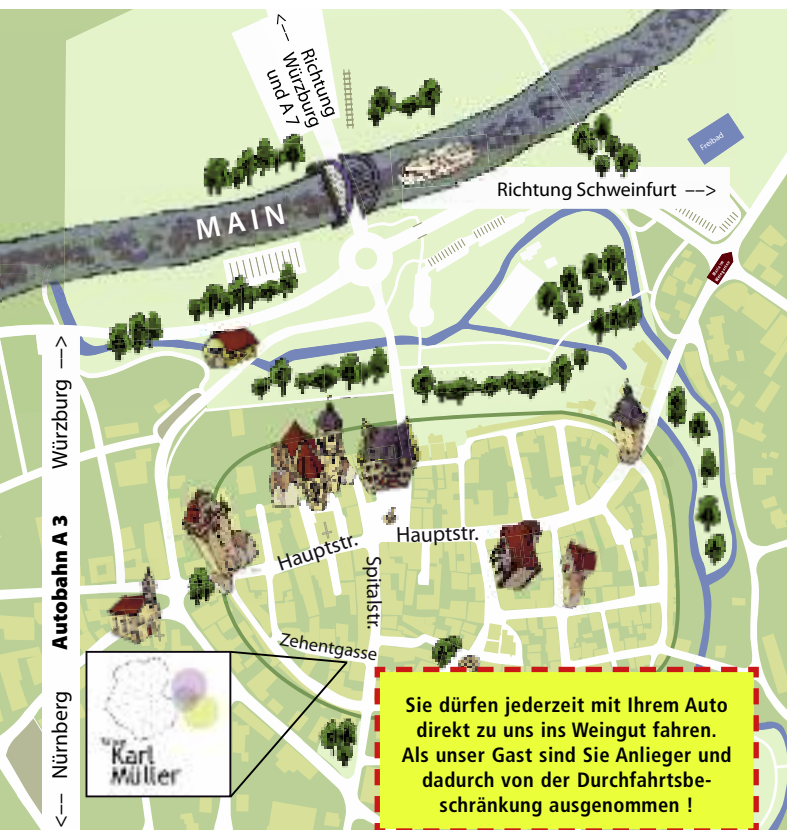 <-- Richtung
Würzburg
und A 7
Freibad
Richtung Schweinfurt -->
MAIN
Würzburg -->
Autobahn A 3
<-- Nürnberg
Hauptstr.
Hauptstr.
Spitalstr.
Zehentgasse
Karl
Müller
Sie dürfen jederzeit mit Ihrem Auto
direkt zu uns ins Weingut fahren.
Als unser Gast sind Sie Anlieger und
dadurch von der Durchfahrtsbe-
schränkung ausgenommen !